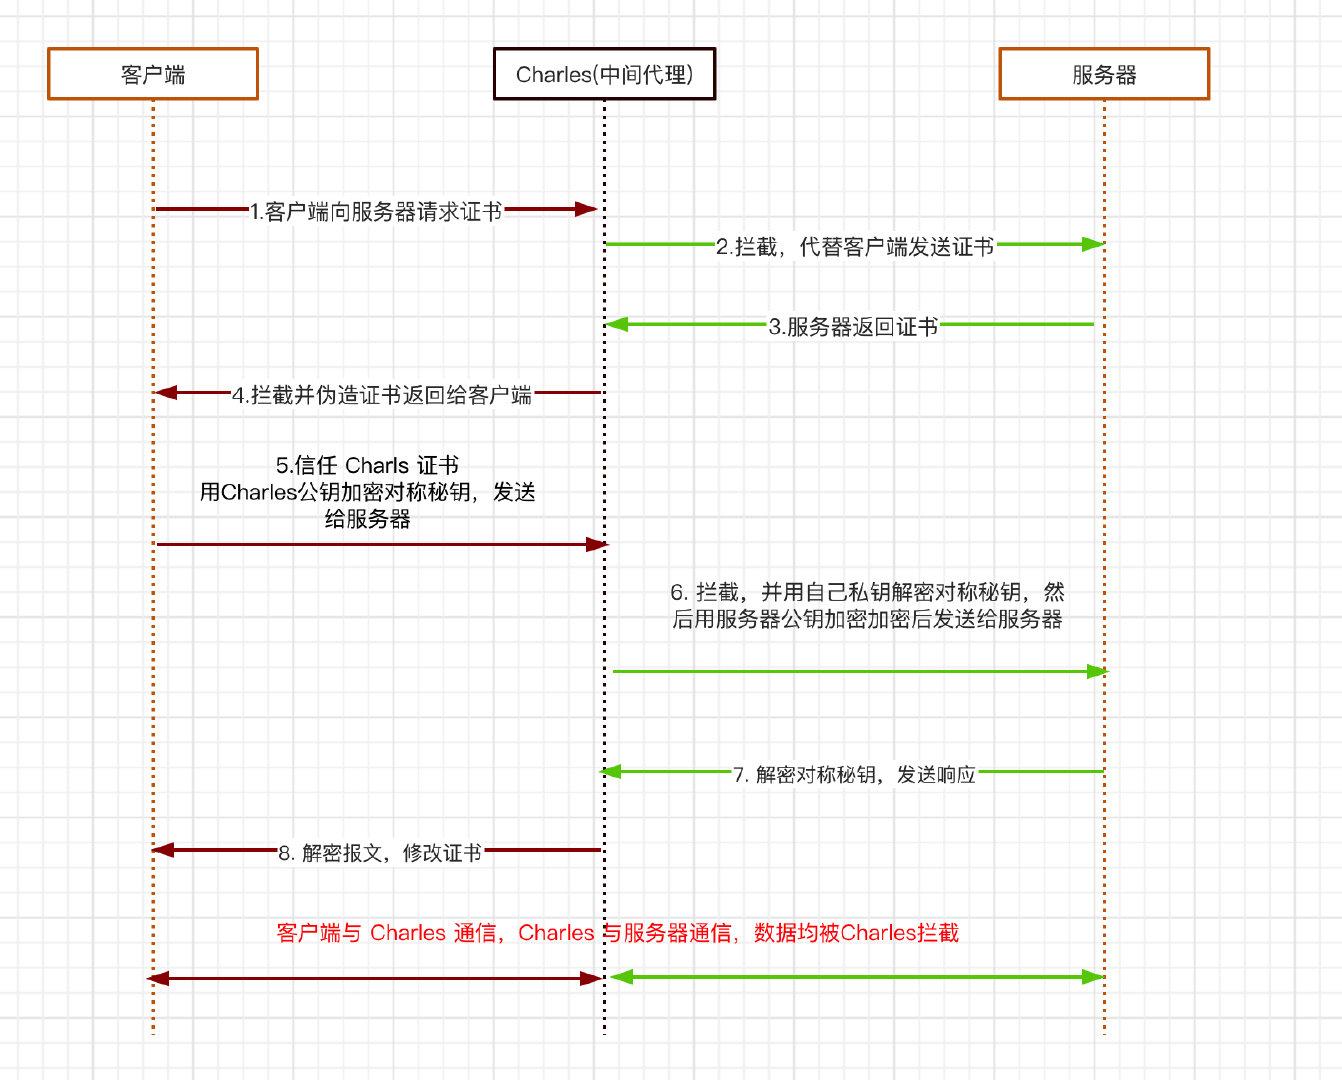 客户端
Charles(中间代理)
服务器
1.客户端向服务器请求证书
2.拦截，代替客户端发送证书
3.服务器返回证书
4.拦截并伪造证书返回给客户端
5.信任 Charls 证书
用Charles公钥加密对称秘钥，发送
给服务器
6. 拦截，并用自己私钥解密对称秘钥，然
后用服务器公钥加密加密后发送给服务器
7. 解密对称秘钥，发送响应
8. 解密报文，修改证书
客户端与 Charles 通信，Charles 与服务器通信，数据均被Charles拦截